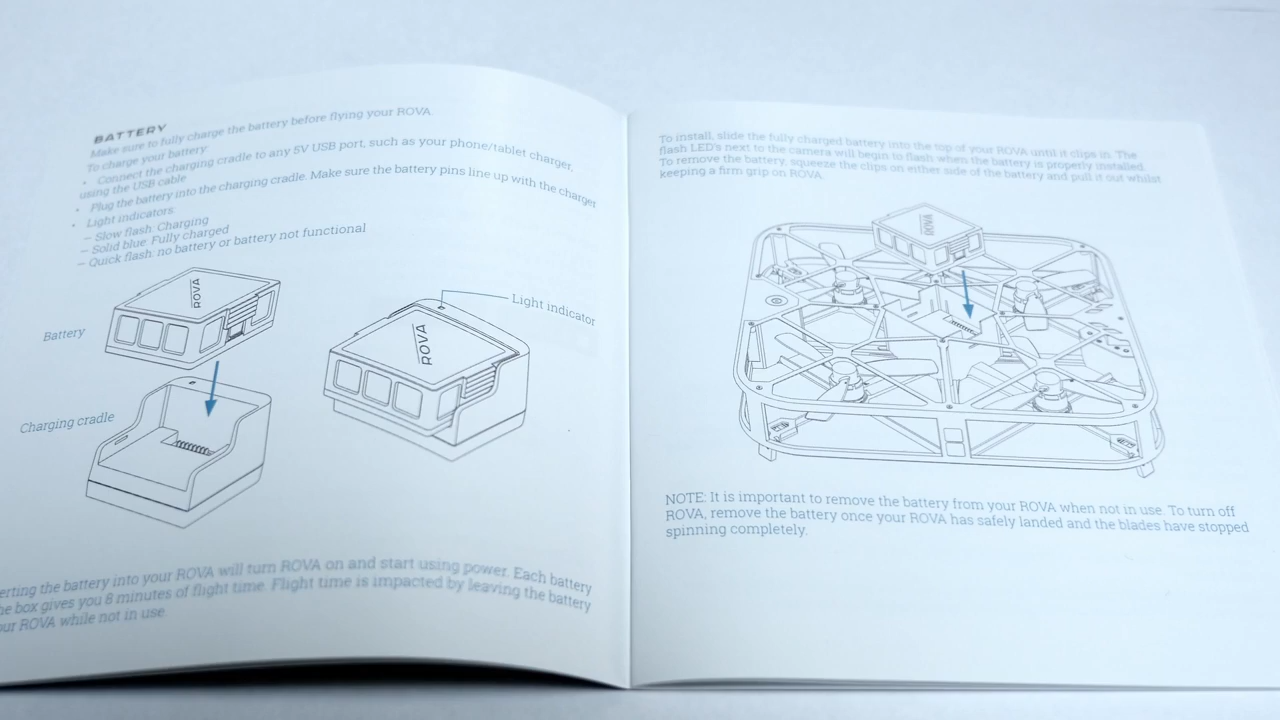 BATTERY
Make sure to fully charge the battery before flying your ROVA.
To charge your battery:
• Connect the charging cradle to any 5V USB port, such as your phone/tablet charger,
using the USB cable
• Plug the battery into the charging cradle. Make sure the battery pins line up with the charger
• Light indicators:
– Slow flash: Charging
– Solid blue: Fully charged
– Quick flash: no battery or battery not functional
ROVA
Battery
Light indicator
ROVA
Charging cradle
erting the battery into your ROVA will turn ROVA on and start using power. Each battery
he box gives you 8 minutes of flight time. Flight time is impacted by leaving the battery
our ROVA while not in use.
To install, slide the fully charged battery into the top of your ROVA until it clips in. The
flash LED's next to the camera will begin to flash when the battery is properly installed.
To remove the battery, squeeze the clips on either side of the battery and pull it out whilst
keeping a firm grip on ROVA.
ROVA
NOTE: It is important to remove the battery from your ROVA when not in use. To turn off
ROVA, remove the battery once your ROVA has safely landed and the blades have stopped
spinning completely.